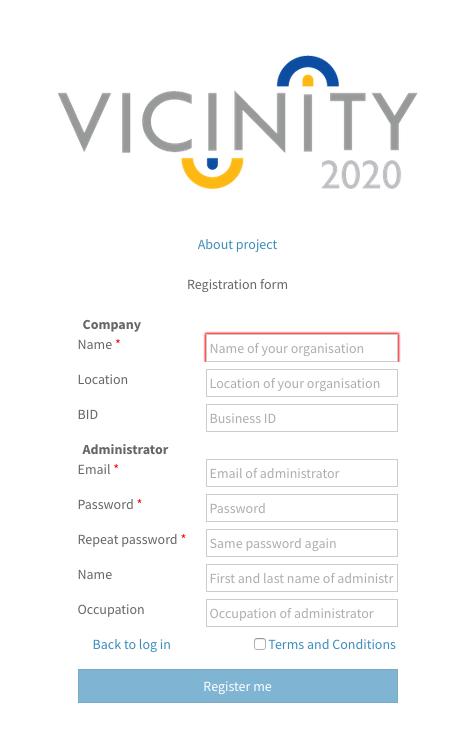 VICINITY
2020
About project
Registration form
Company
Name * Name of your organisation
Location Location of your organisation
BID Business ID
Administrator
Email * Email of administrator
Password * Password
Repeat password * Same password again
Name First and last name of administr
Occupation Occupation of administrator
Back to log in Terms and Conditions
Register me